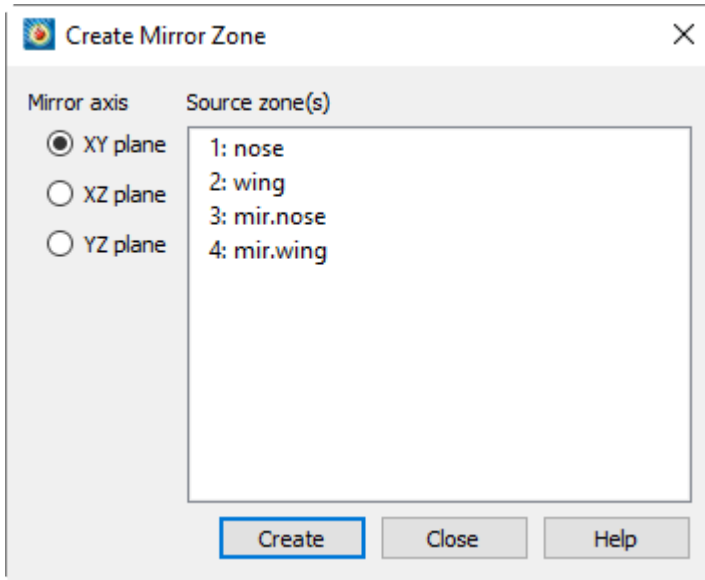 Create Mirror Zone
Mirror axis
XY plane
XZ plane
YZ plane
Source zone(s)
1: nose
2: wing
3: mir.nose
4: mir.wing
Create
Close
Help